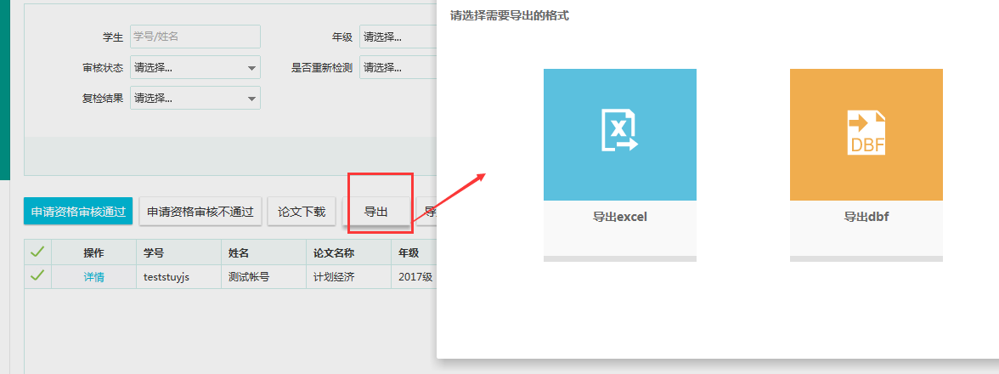 请选择需要导出的格式
学生 学号/姓名 年级 请选择...
审核状态 请选择... 是否重新检测 请选择...
复检结果 请选择...
DBF
导出excel 导出dbf
申请资格审核通过 申请资格审核不通过 论文下载 导出 导
操作 学号 姓名 论文名称 年级
详情 teststuyjs 测试帐号 计划经济 2017级